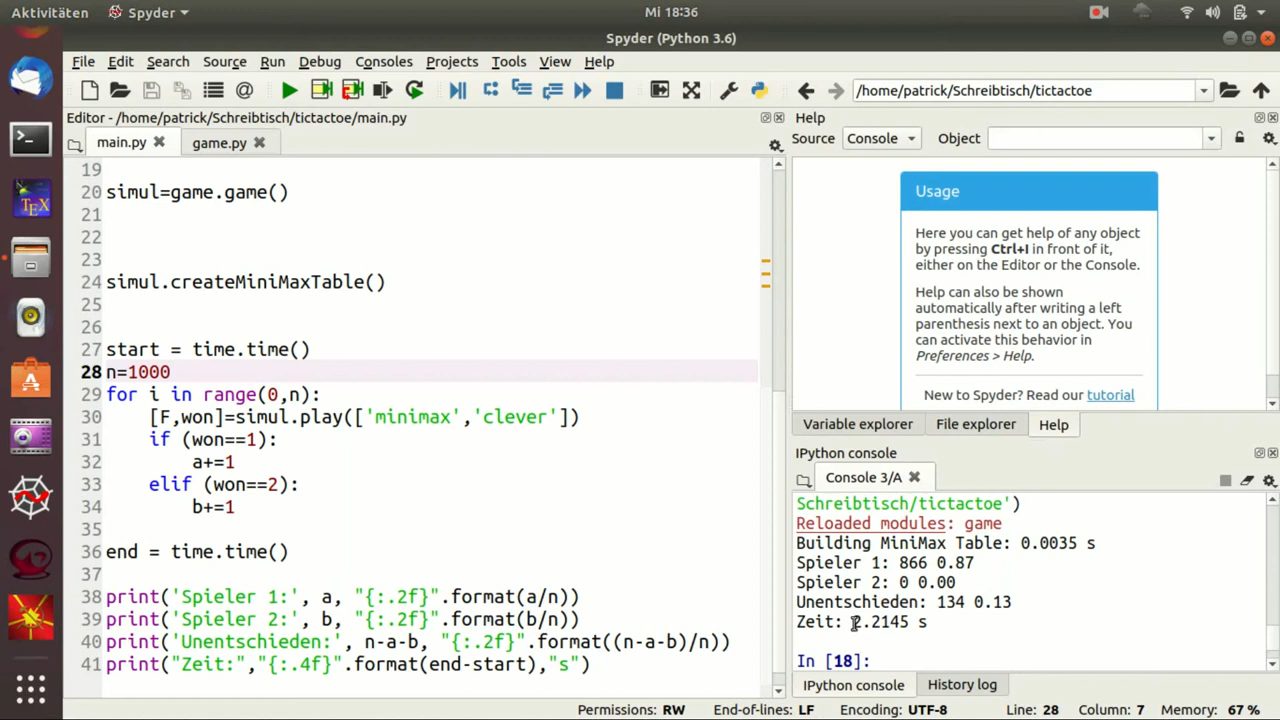 Aktivitäten
Spyder
Mi 18:36
Spyder (Python 3.6)
File Edit Search Source Run Debug Consoles Projects Tools View Help
/home/patrick/Schreibtisch/tictactoe
Editor - /home/patrick/Schreibtisch/tictactoe/main.py
main.py
game.py
19
20 simul=game.game()
21
22
23
24 simul.createMiniMaxTable()
25
26
27 start = time.time()
28 n=1000
29 for i in range(0,n):
30     [F,won]=simul.play(['minimax','clever'])
31     if (won==1):
32         a+=1
33     elif (won==2):
34         b+=1
35
36 end = time.time()
37
38 print('Spieler 1:', a, "{:.2f}".format(a/n))
39 print('Spieler 2:', b, "{:.2f}".format(b/n))
40 print('Unentschieden:', n-a-b, "{:.2f}".format((n-a-b)/n))
41 print("Zeit:","{:.4f}".format(end-start),"s")
Help
Source Console Object
Usage
Here you can get help of any object
by pressing Ctrl+I in front of it,
either on the Editor or the Console.
Help can also be shown
automatically after writing a left
parenthesis next to an object. You
can activate this behavior in
Preferences > Help.
New to Spyder? Read our tutorial
Variable explorer File explorer Help
IPython console
Console 3/A
Schreibtisch/tictactoe')
Reloaded modules: game
Building MiniMax Table: 0.0035 s
Spieler 1: 866 0.87
Spieler 2: 0 0.00
Unentschieden: 134 0.13
Zeit: 2.2145 s
In [18]:
IPython console History log
Permissions: RW End-of-lines: LF Encoding: UTF-8 Line: 28 Column: 7 Memory: 67 %